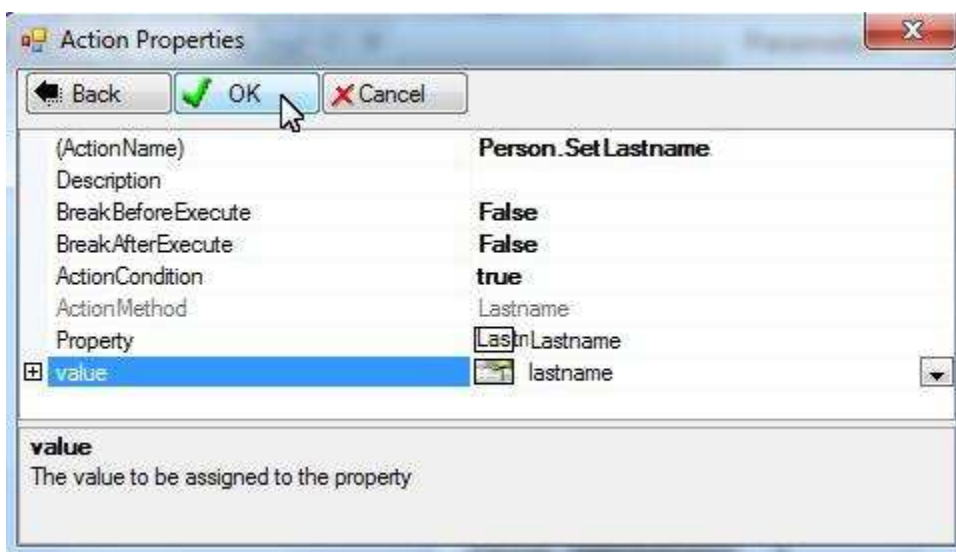 Action Properties
Back OK Cancel
(ActionName) Person.SetLastname
Description
BreakBeforeExecute False
BreakAfterExecute False
ActionCondition true
ActionMethod Lastname
Property Lastn Lastname
value lastname
value
The value to be assigned to the property